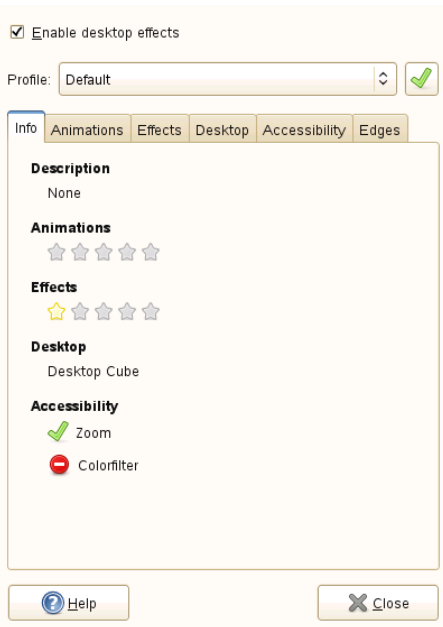 Enable desktop effects
Profile: Default
Info Animations Effects Desktop Accessibility Edges
Description
None
Animations
Effects
Desktop
Desktop Cube
Accessibility
Zoom
Colorfilter
Help Close